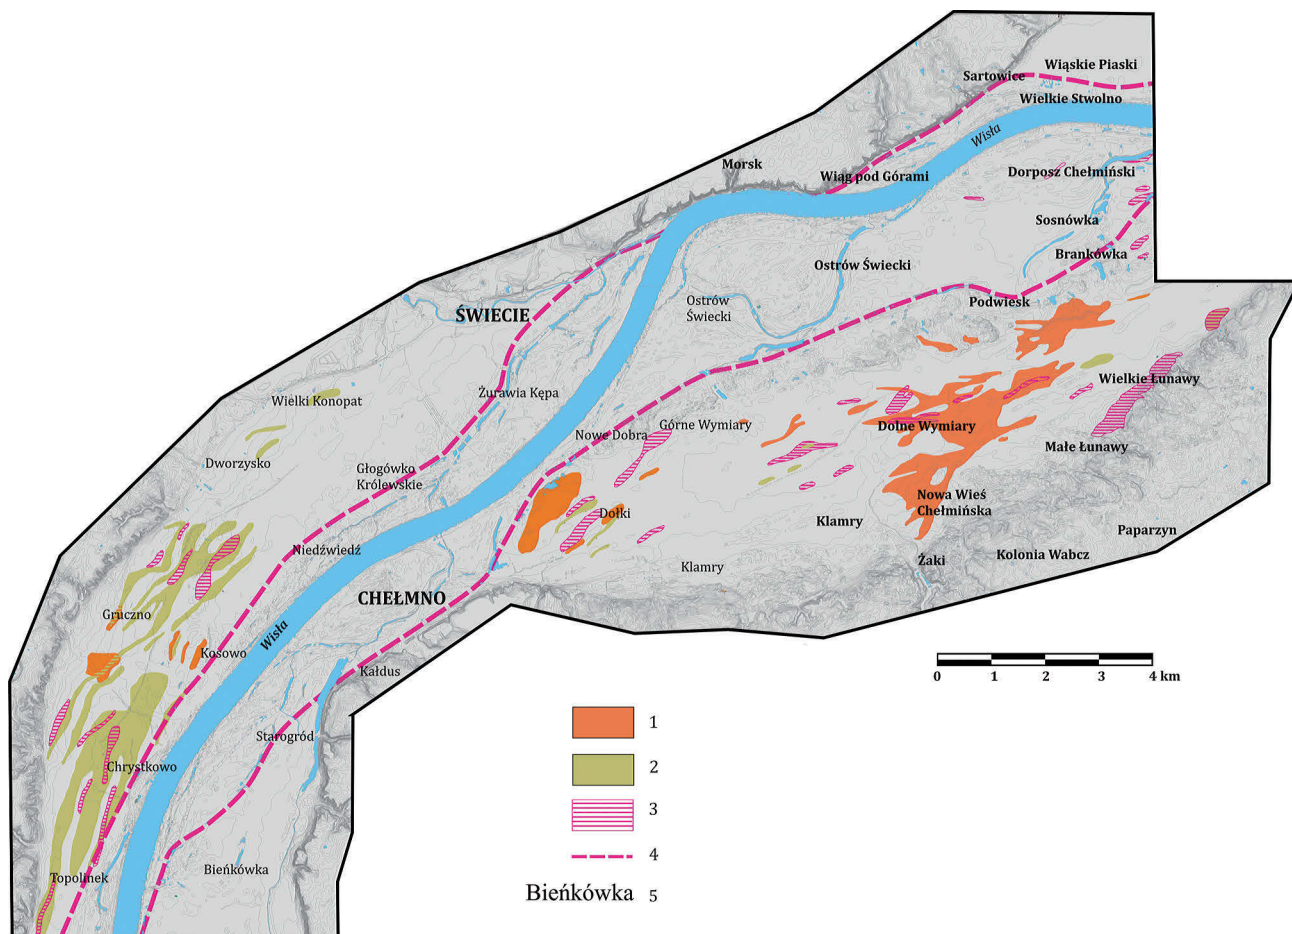 Wiąskie Piaski
Sartowice
Wielkie Stwolno
Wisła
Morsk
Wiąg pod Górami
Dorposz Chełmiński
Sosnówka
Brankówka
Ostrów Świecki
Podwiesk
Ostrów
Świecki
ŚWIECIE
Żurawia Kępa
Wielkie Łunawy
Wielki Konopat
Górne Wymiary
Dolne Wymiary
Nowe Dobra
Małe Łunawy
Dworzysko
Głogówko
Królewskie
Nowa Wieś
Chełmińska
Dołki
Klamry
Paparzyn
Niedźwiedź
Kolonia Wabcz
Żaki
Klamry
CHEŁMNO
Gruczno
Wisła
Kosowo
Kałdus
0 1 2 3 4 km
1
Starogród
Chrystkowo
2
3
4
Bieńkówka
Topolinek
Bieńkówka 5